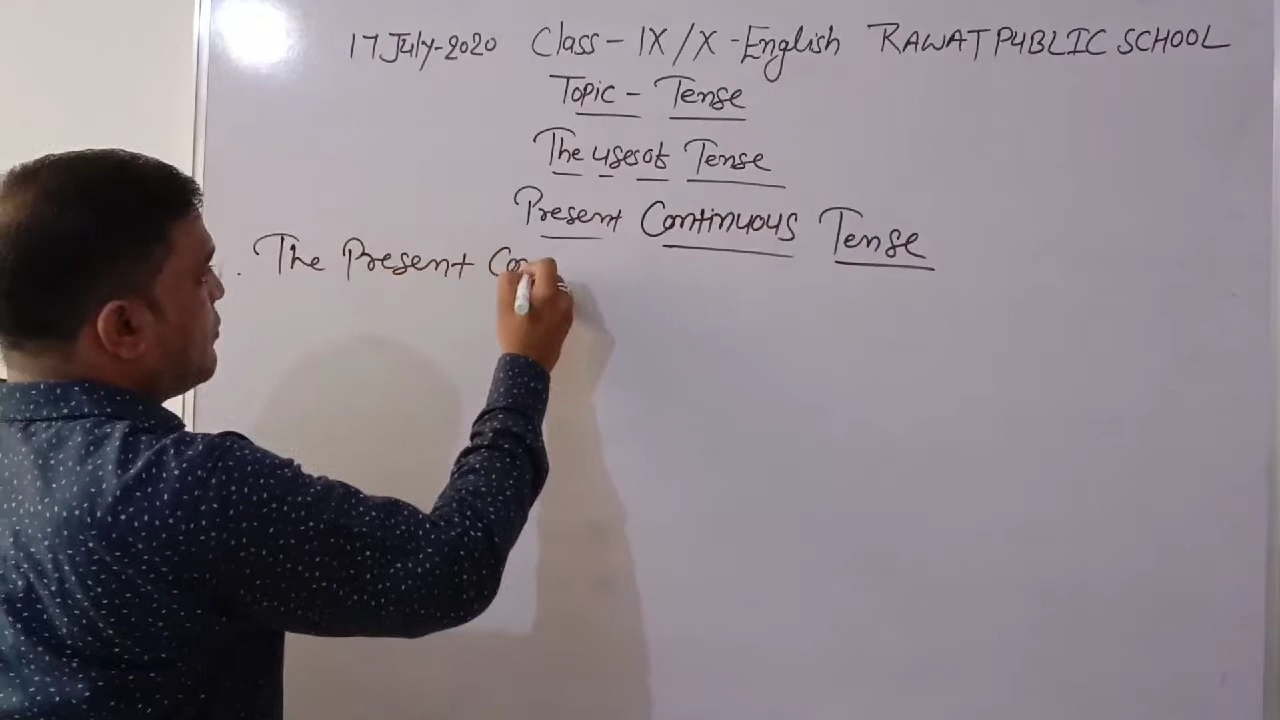 17 July-2020 Class - IX/X -English RAWAT PUBLIC SCHOOL
Topic - Tense
The uses of Tense
Present Continuous Tense
. The Present Con